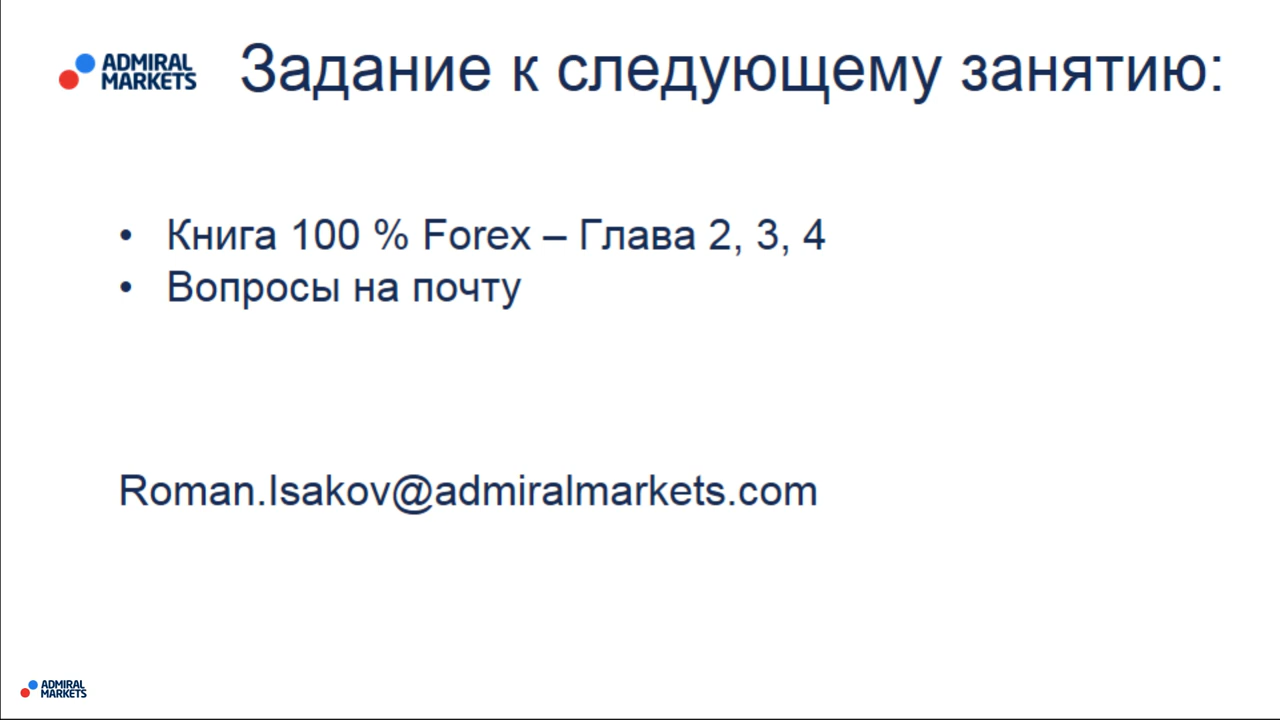 ADMIRAL
MARKETS
Задание к следующему занятию:
• Книга 100 % Forex – Глава 2, 3, 4
• Вопросы на почту
Roman.Isakov@admiralmarkets.com
ADMIRAL
MARKETS